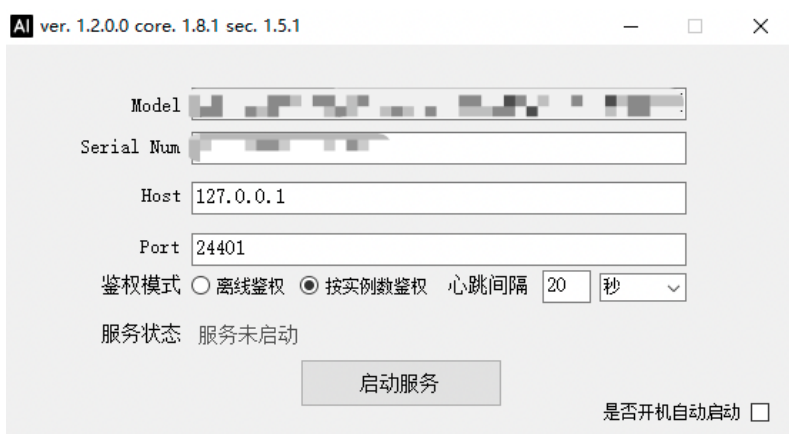 AI ver. 1.2.0.0 core. 1.8.1 sec. 1.5.1
Model
Serial Num
Host 127.0.0.1
Port 24401
鉴权模式 离线鉴权 按实例数鉴权 心跳间隔 20 秒
服务状态 服务未启动
启动服务
是否开机自动启动